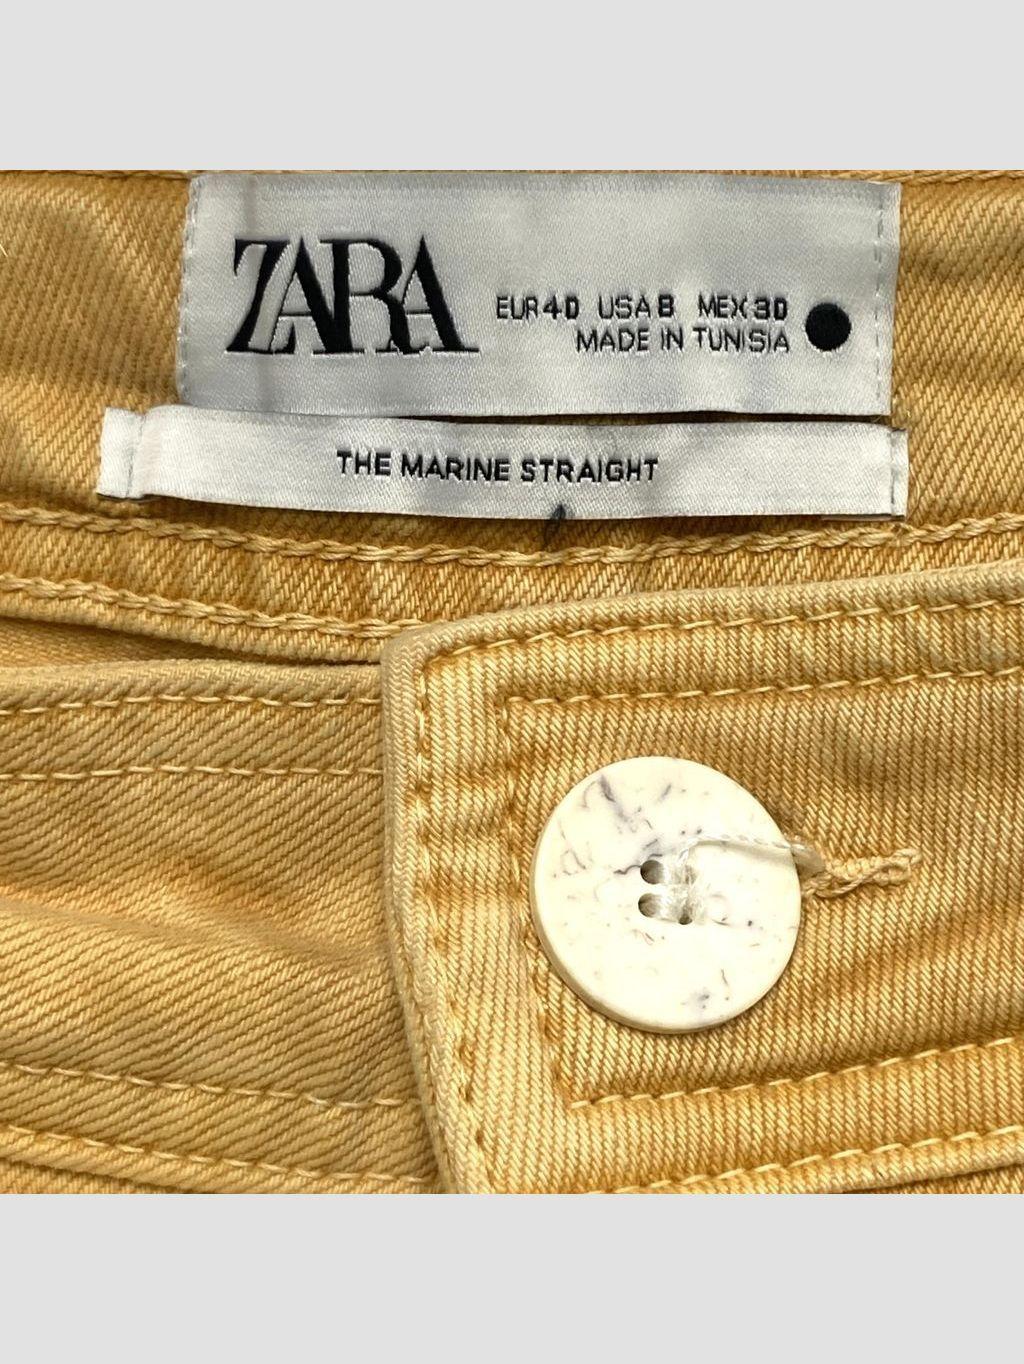 ZARA
EUR 40 USA 8 MEX 30
MADE IN TUNISIA
THE MARINE STRAIGHT